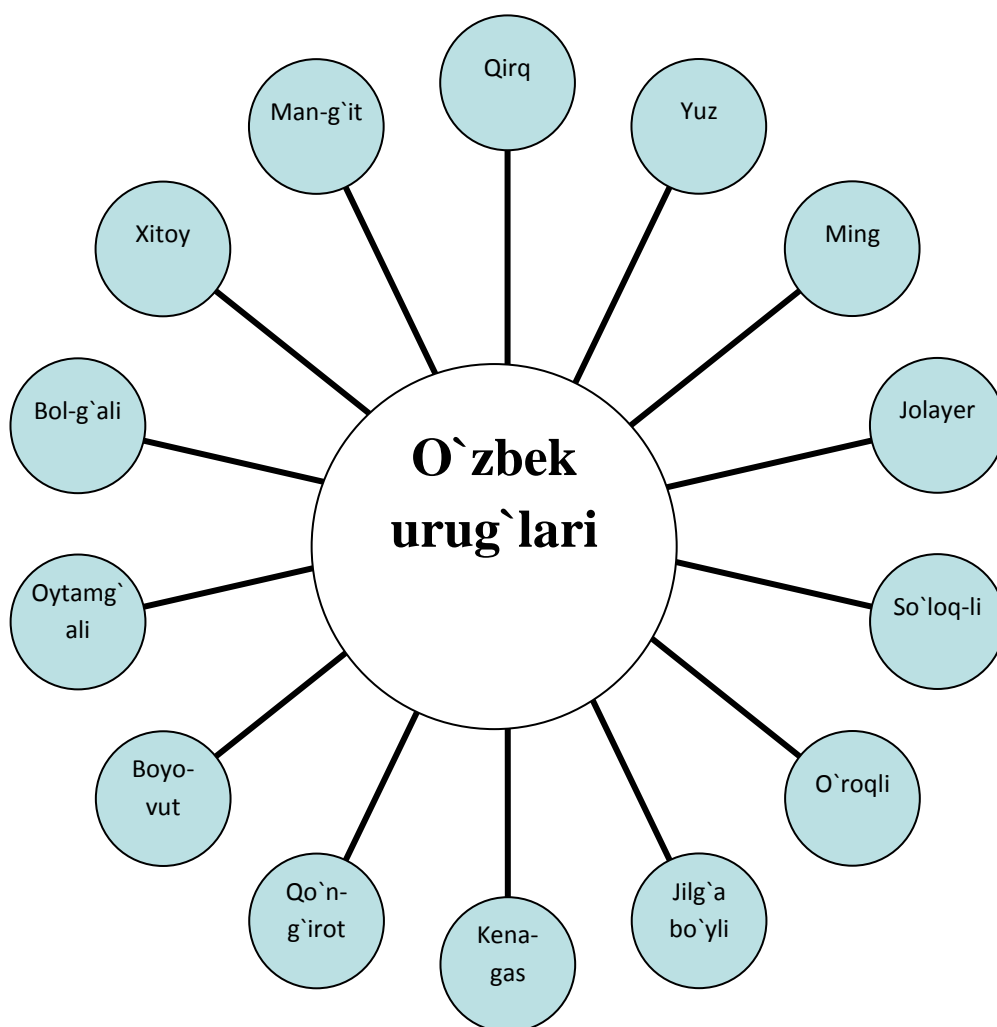 Qirq
Yuz
Ming
Jolayer
So`loq-li
O`roqli
Jilg`a
bo`yli
Kena-
gas
Qo`n-
g`irot
Boyo-
vut
Oytamg`
ali
Bol-g`ali
Xitoy
Man-g`it
O`zbek
urug`lari